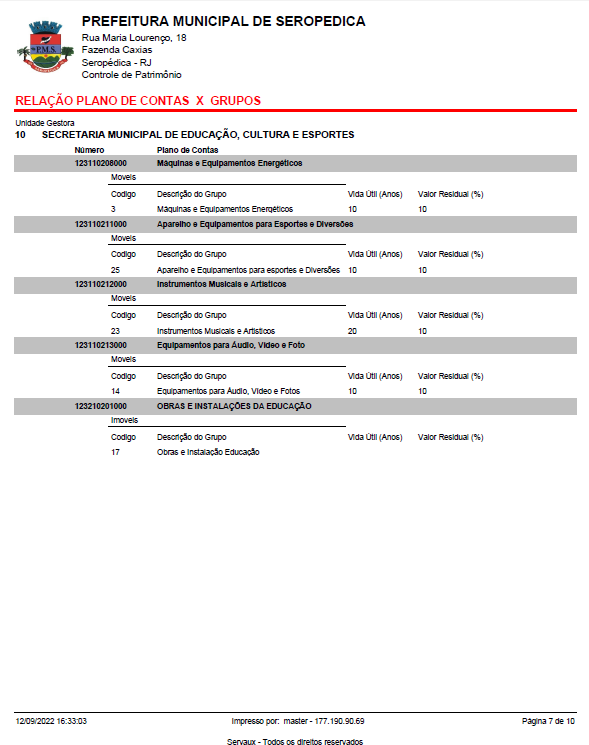 PREFEITURA MUNICIPAL DE SEROPEDICA
Rua Maria Lourenço, 18
Fazenda Caxias
Seropédica - RJ
Controle de Patrimônio
P.M.S.
RELAÇÃO PLANO DE CONTAS X GRUPOS
Unidade Gestora
10 SECRETARIA MUNICIPAL DE EDUCAÇÃO, CULTURA E ESPORTES
Número Plano de Contas
123110208000 Máquinas e Equipamentos Energéticos
Moveis
Codigo Descrição do Grupo Vida Útil (Anos) Valor Residual (%)
3 Máquinas e Equipamentos Energéticos 10 10
123110211000 Aparelho e Equipamentos para Esportes e Diversões
Moveis
Codigo Descrição do Grupo Vida Útil (Anos) Valor Residual (%)
25 Aparelho e Equipamentos para esportes e Diversões 10 10
123110212000 Instrumentos Musicais e Artísticos
Moveis
Codigo Descrição do Grupo Vida Útil (Anos) Valor Residual (%)
23 Instrumentos Musicais e Artisticos 20 10
123110213000 Equipamentos para Áudio, Vídeo e Foto
Moveis
Codigo Descrição do Grupo Vida Útil (Anos) Valor Residual (%)
14 Equipamentos para Áudio, Vídeo e Fotos 10 10
123210201000 OBRAS E INSTALAÇÕES DA EDUCAÇÃO
Imoveis
Codigo Descrição do Grupo Vida Útil (Anos) Valor Residual (%)
17 Obras e Instalação Educação
12/09/2022 16:33:03 Impresso por: master - 177.190.90.69 Página 7 de 10
Servaux - Todos os direitos reservados